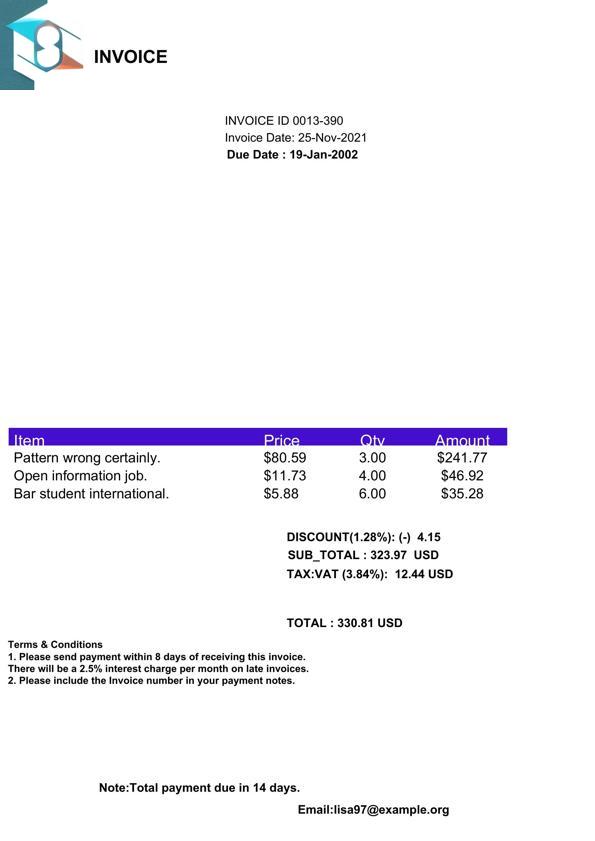 INVOICE
INVOICE ID 0013-390
Invoice Date: 25-Nov-2021
Due Date : 19-Jan-2002
Item Price Qty Amount
Pattern wrong certainly. $80.59 3.00 $241.77
Open information job. $11.73 4.00 $46.92
Bar student international. $5.88 6.00 $35.28
DISCOUNT(1.28%): (-) 4.15
SUB_TOTAL : 323.97 USD
TAX:VAT (3.84%): 12.44 USD
TOTAL : 330.81 USD
Terms & Conditions
1. Please send payment within 8 days of receiving this invoice.
There will be a 2.5% interest charge per month on late invoices.
2. Please include the Invoice number in your payment notes.
Note:Total payment due in 14 days.
Email:lisa97@example.org